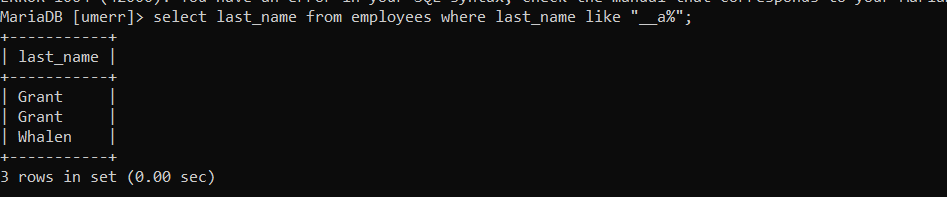 ERROR 1064 (42000): You have an error in your SQL syntax; check the manual that corresponds to your Maria
MariaDB [umerr]> select last_name from employees where last_name like "__a%";
+-----------+
| last_name |
+-----------+
| Grant     |
| Grant     |
| Whalen    |
+-----------+
3 rows in set (0.00 sec)